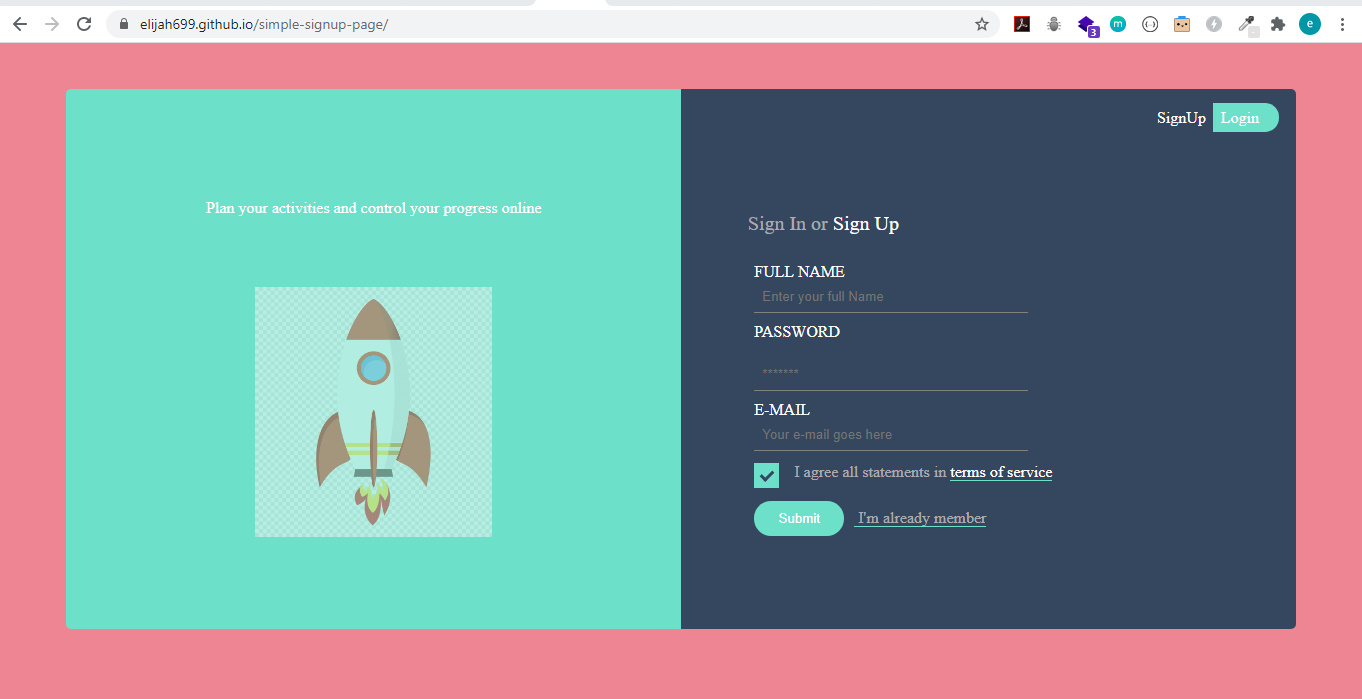 elijah699.github.io/simple-signup-page/
3
m
e
SignUp Login
Plan your activities and control your progress online
Sign In or Sign Up
FULL NAME
Enter your full Name
PASSWORD
*******
E-MAIL
Your e-mail goes here
I agree all statements in terms of service
Submit I'm already member